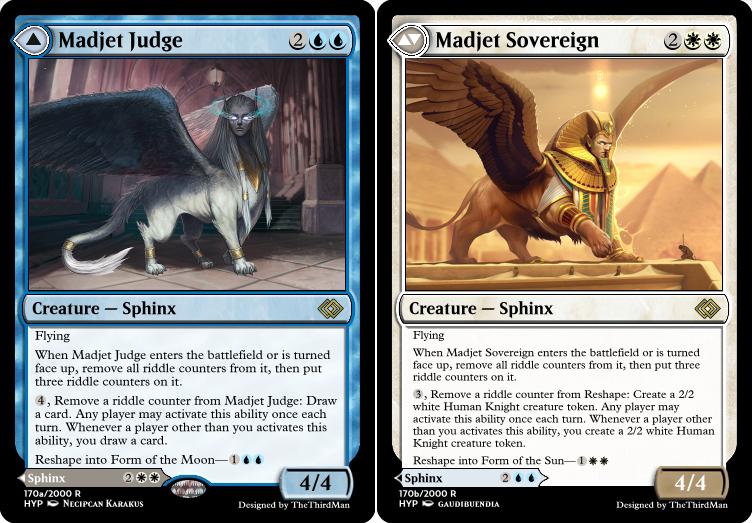 Madjet Judge 2
Creature — Sphinx
Flying
When Madjet Judge enters the battlefield or is turned
face up, remove all riddle counters from it, then put
three riddle counters on it.
4, Remove a riddle counter from Madjet Judge: Draw
a card. Any player may activate this ability once each
turn. Whenever a player other than you activates this
ability, you draw a card.
Reshape into Form of the Moon—1
Sphinx 2
4/4
170a/2000 R
HYP Necipcan Karakus
Designed by TheThirdMan
Madjet Sovereign 2
Creature — Sphinx
Flying
When Madjet Sovereign enters the battlefield or is turned
face up, remove all riddle counters from it, then put three
riddle counters on it.
3, Remove a riddle counter from Reshape: Create a 2/2
white Human Knight creature token. Any player may
activate this ability once each turn. Whenever a player other
than you activates this ability, you create a 2/2 white Human
Knight creature token.
Reshape into Form of the Sun—1
Sphinx 2
4/4
170b/2000 R
HYP gaudibuendia
Designed by TheThirdMan